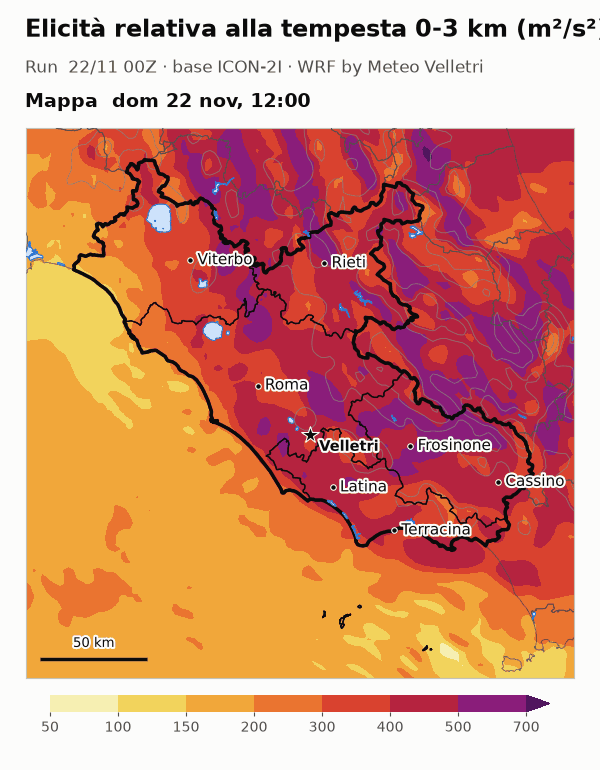 Elicità relativa alla tempesta 0-3 km (m²/s²)
Run  22/11 00Z · base ICON-2I · WRF by Meteo Velletri
Mappa  dom 22 nov, 12:00
Viterbo
Rieti
Roma
Velletri
Frosinone
Latina
Cassino
Terracina
50 km
50 100 150 200 300 400 500 700